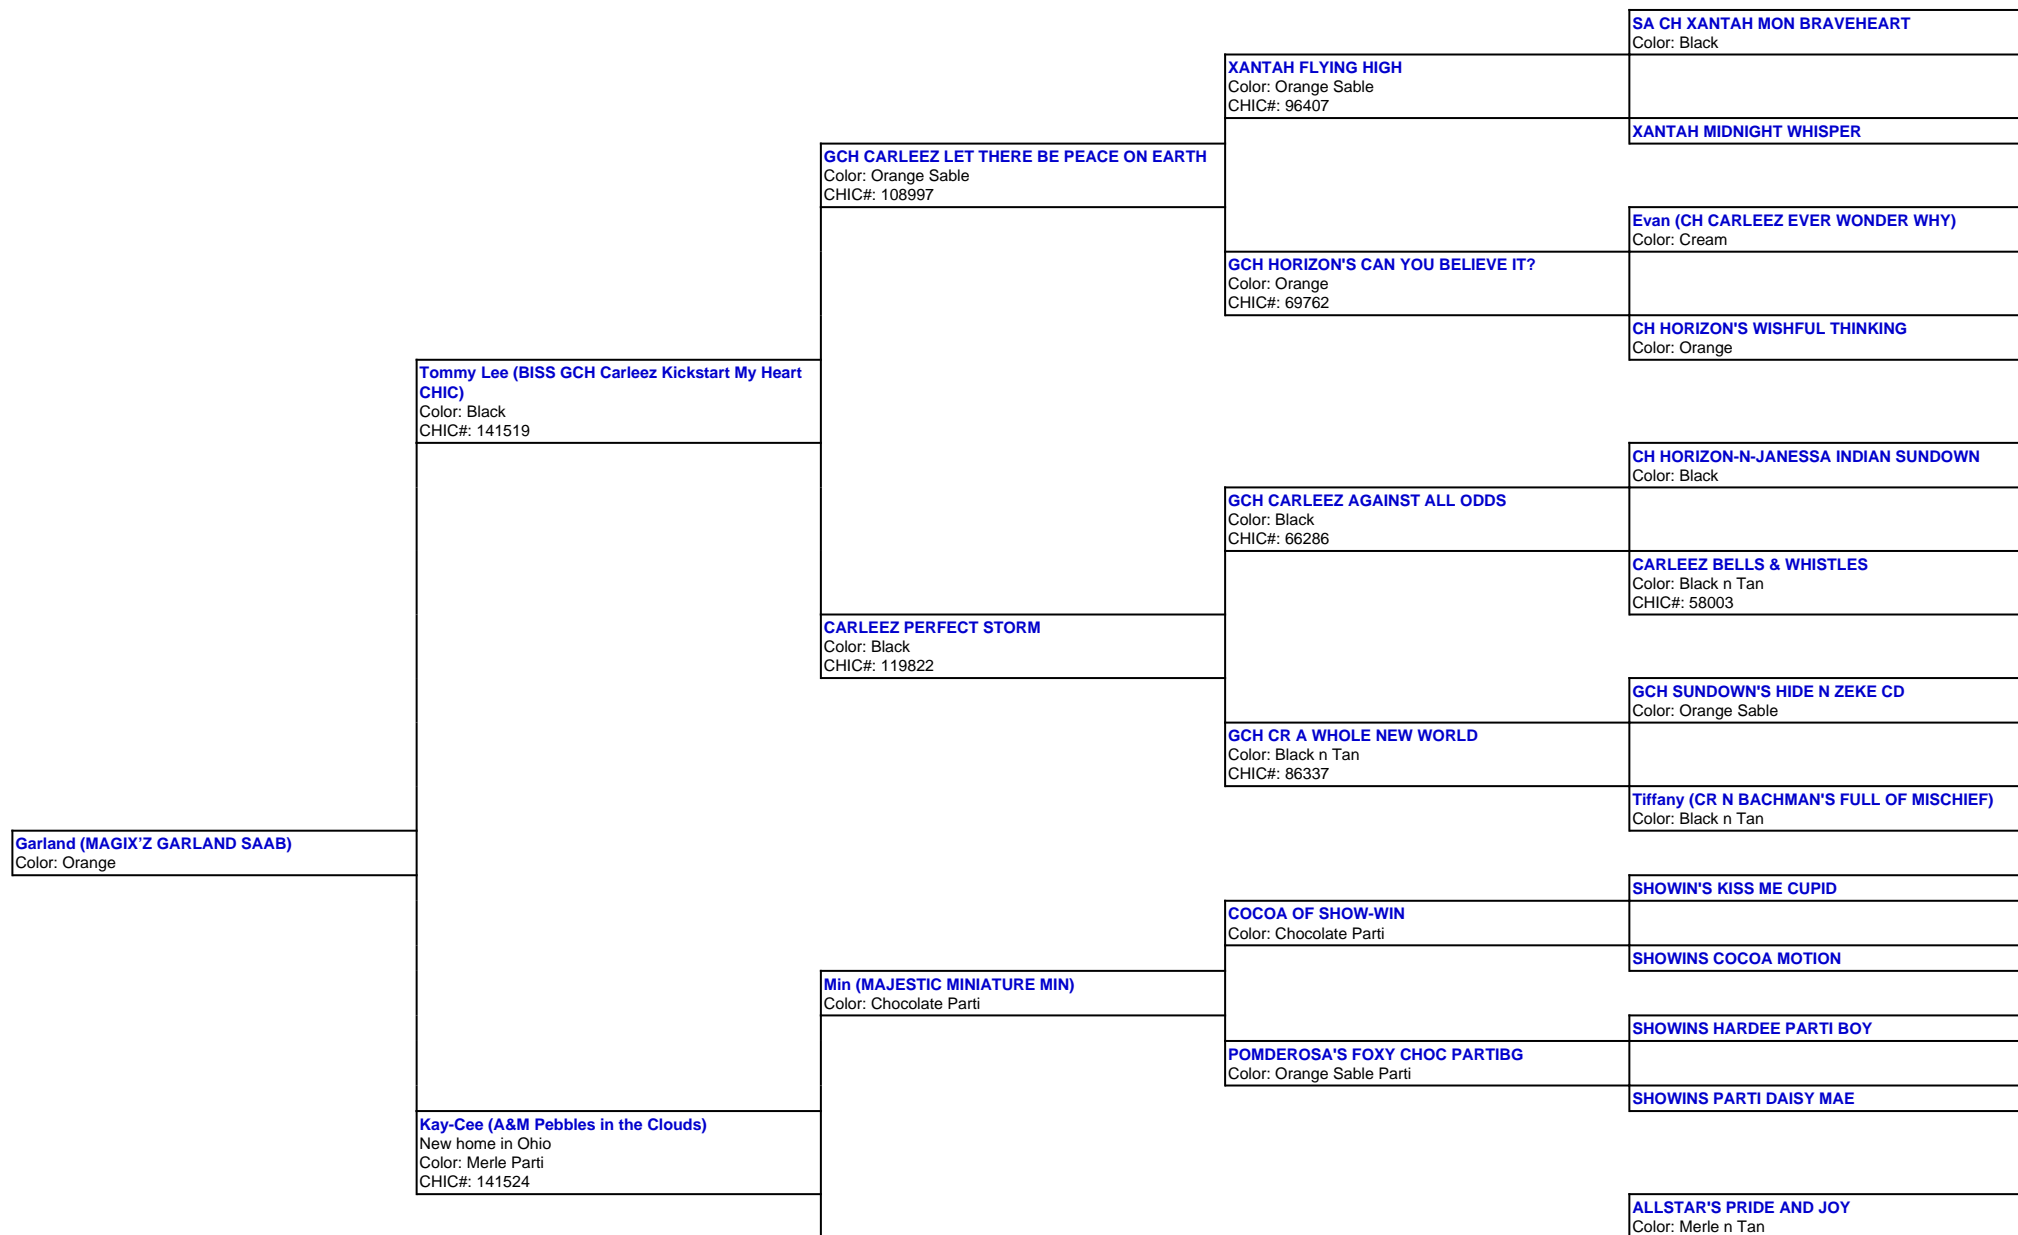 SA CH XANTAH MON BRAVEHEART
Color: Black
XANTAH FLYING HIGH
Color: Orange Sable
CHIC#: 96407
XANTAH MIDNIGHT WHISPER
GCH CARLEEZ LET THERE BE PEACE ON EARTH
Color: Orange Sable
CHIC#: 108997
Evan (CH CARLEEZ EVER WONDER WHY)
Color: Cream
GCH HORIZON'S CAN YOU BELIEVE IT?
Color: Orange
CHIC#: 69762
CH HORIZON'S WISHFUL THINKING
Color: Orange
Tommy Lee (BISS GCH Carleez Kickstart My Heart
CHIC)
Color: Black
CHIC#: 141519
CH HORIZON-N-JANESSA INDIAN SUNDOWN
Color: Black
GCH CARLEEZ AGAINST ALL ODDS
Color: Black
CHIC#: 66286
CARLEEZ BELLS & WHISTLES
Color: Black n Tan
CHIC#: 58003
CARLEEZ PERFECT STORM
Color: Black
CHIC#: 119822
GCH SUNDOWN'S HIDE N ZEKE CD
Color: Orange Sable
GCH CR A WHOLE NEW WORLD
Color: Black n Tan
CHIC#: 86337
Tiffany (CR N BACHMAN'S FULL OF MISCHIEF)
Color: Black n Tan
Garland (MAGIX’Z GARLAND SAAB)
Color: Orange
SHOWIN'S KISS ME CUPID
COCOA OF SHOW-WIN
Color: Chocolate Parti
SHOWINS COCOA MOTION
Min (MAJESTIC MINIATURE MIN)
Color: Chocolate Parti
SHOWINS HARDEE PARTI BOY
POMDEROSA'S FOXY CHOC PARTIBG
Color: Orange Sable Parti
SHOWINS PARTI DAISY MAE
Kay-Cee (A&M Pebbles in the Clouds)
New home in Ohio
Color: Merle Parti
CHIC#: 141524
ALLSTAR'S PRIDE AND JOY
Color: Merle n Tan